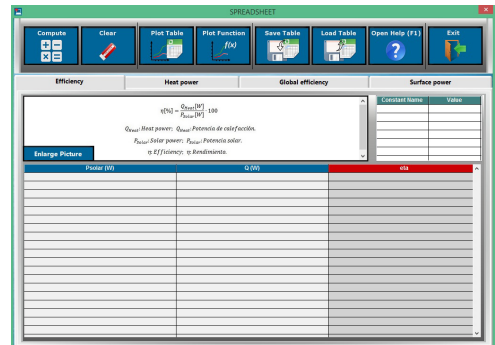 SPREADSHEET
Compute
Clear
Plot Table
Plot Function
f(x)
Save Table
Load Table
Open Help (F1)
Exit
Efficiency
Heat power
Global efficiency
Surface power
η[%] = Q_Heat[W] / P_Solar[W] · 100
Q_Heat: Heat power; Q_Heat: Potencia de calefacción.
P_Solar: Solar power; P_Solar: Potencia solar.
η: Efficiency; η: Rendimiento.
Enlarge Picture
Constant Name
Value
Psolar (W)
Q (W)
eta